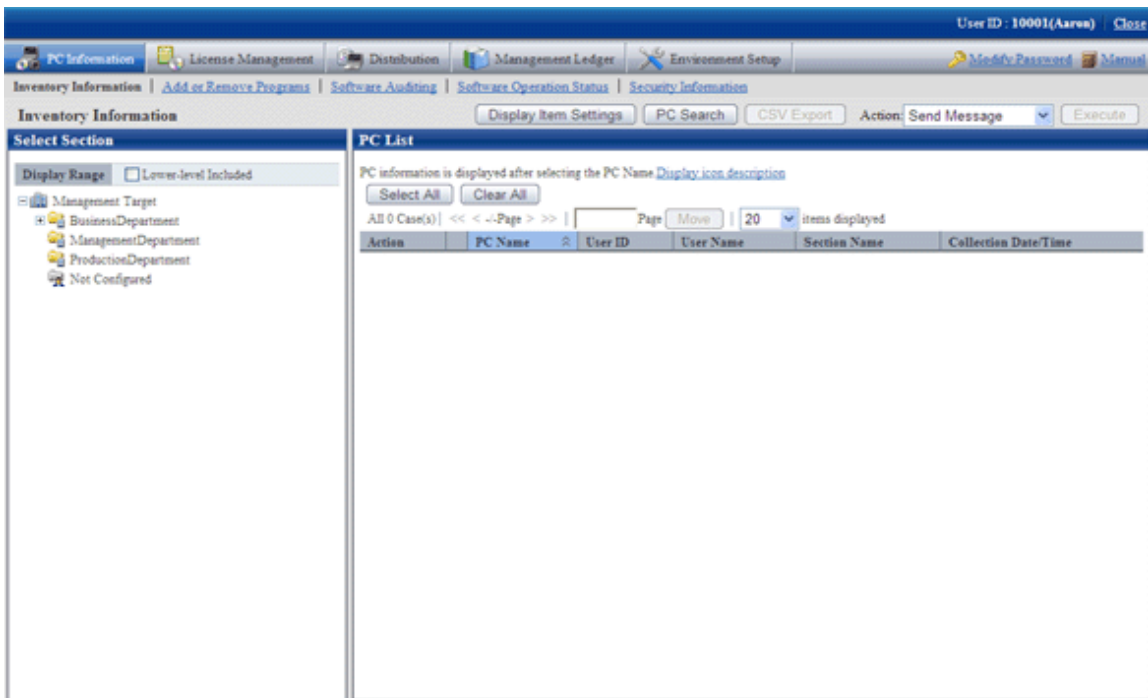 User ID : 10001(Aaron) Close
PC Information License Management Distribution Management Ledger Environment Setup Modify Password Manual
Inventory Information | Add or Remove Programs | Software Auditing | Software Operation Status | Security Information
Inventory Information Display Item Settings PC Search CSV Export Action: Send Message Execute
Select Section PC List
Display Range Lower-level Included
PC information is displayed after selecting the PC Name.Display icon description
Select All Clear All
Management Target
BusinessDepartment
ManagementDepartment
ProductionDepartment
Not Configured
All 0 Case(s)| << < -/-Page > >> | Page Move | 20 items displayed
Action PC Name User ID User Name Section Name Collection Date/Time